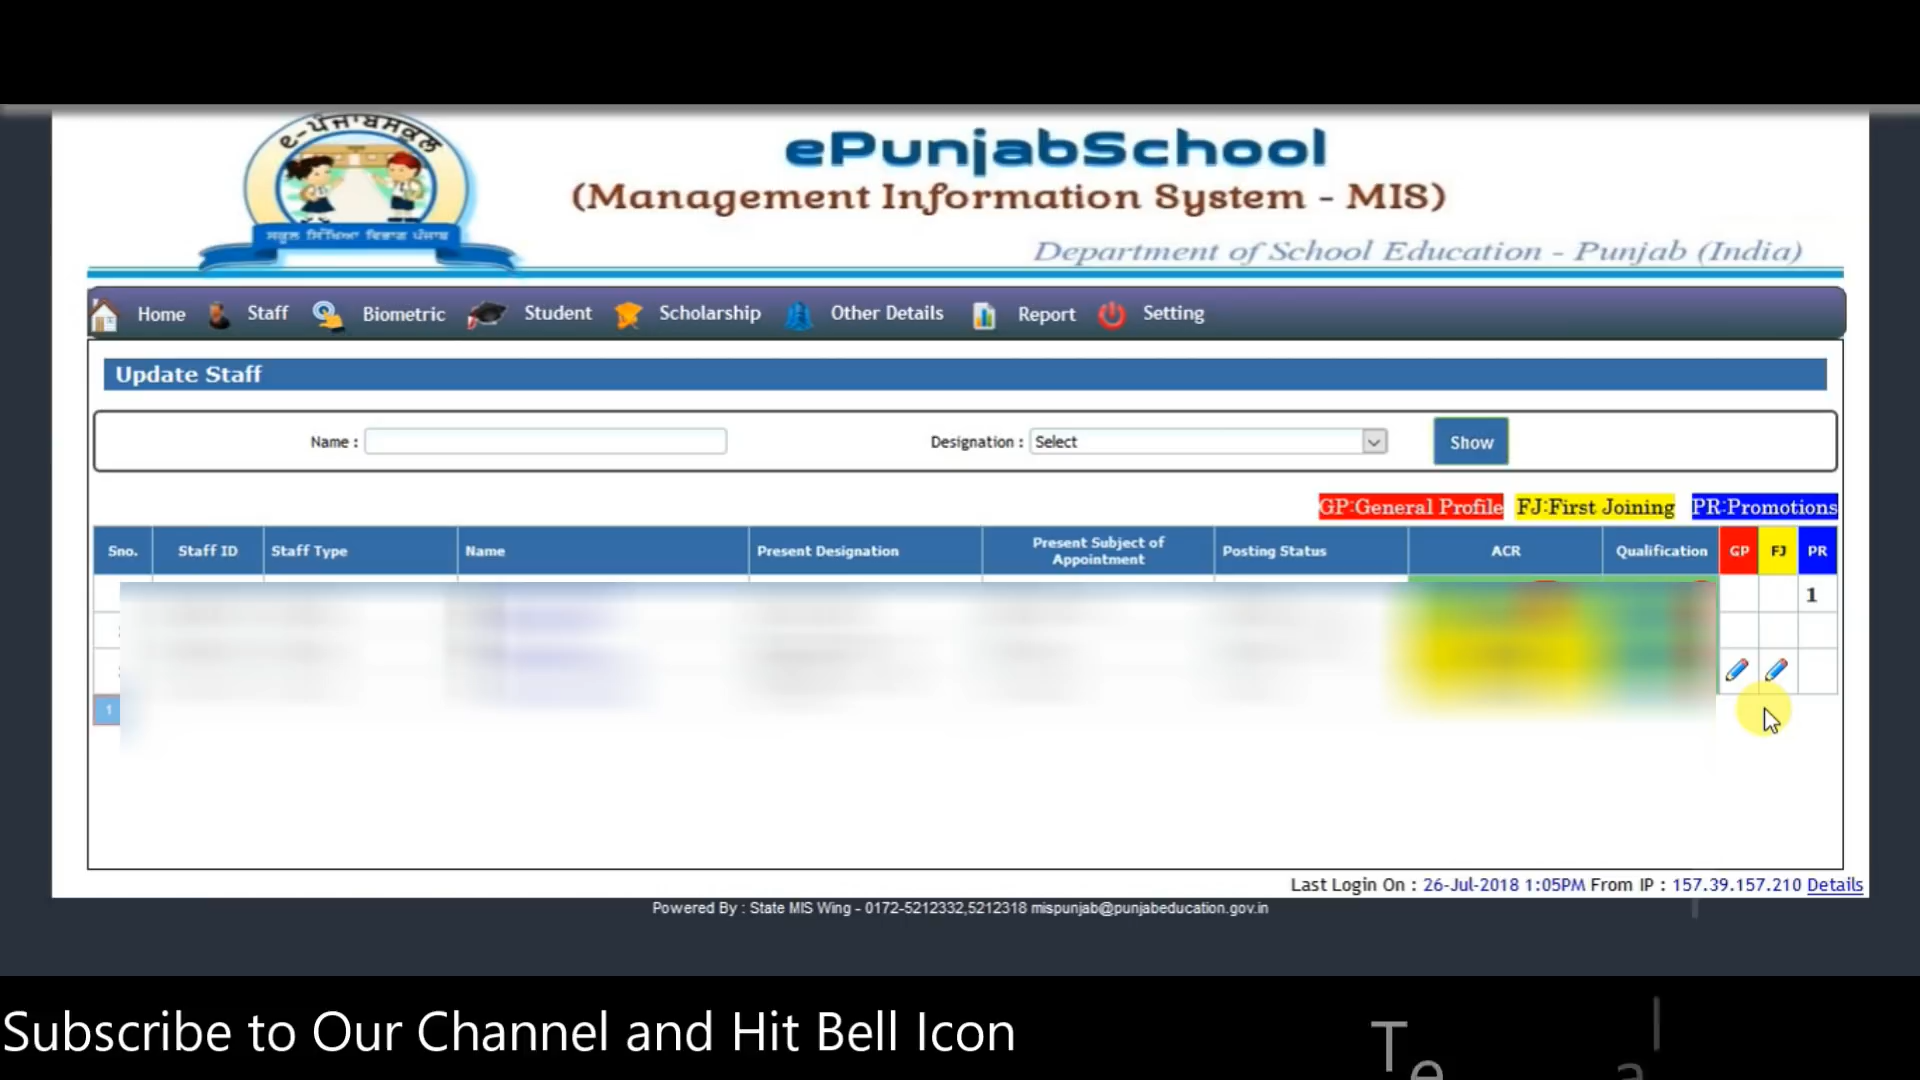 e-ਪੰਜਾਬਸਕੂਲ
ਸਕੂਲ ਸਿੱਖਿਆ ਵਿਭਾਗ ਪੰਜਾਬ
ePunjabSchool
(Management Information System - MIS)
Department of School Education - Punjab (India)
Home Staff Biometric Student Scholarship Other Details Report Setting
Update Staff
Name : Designation : Select Show
GP:General Profile FJ:First Joining PR:Promotions
Sno. Staff ID Staff Type Name Present Designation Present Subject of Appointment Posting Status ACR Qualification GP FJ PR
1
1
Last Login On : 26-Jul-2018 1:05PM From IP : 157.39.157.210 Details
Powered By : State MIS Wing - 0172-5212332,5212318 mispunjab@punjabeducation.gov.in
Subscribe to Our Channel and Hit Bell Icon